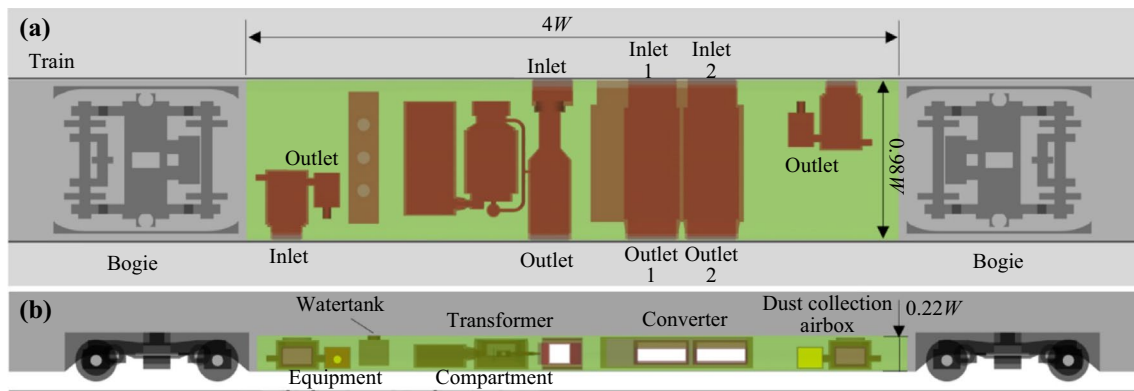 (a)
4W
Train
Inlet
Inlet
1
Inlet
2
Outlet
Outlet
0.98W
Bogie
Inlet
Outlet
Outlet
1
Outlet
2
Bogie
(b)
Watertank
Transformer
Converter
Dust collection
airbox
0.22W
Equipment
Compartment